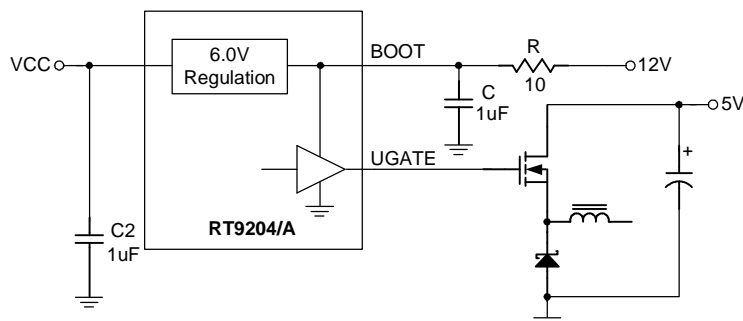 6.0V
Regulation
BOOT
R
10
12V
VCC
C
1uF
5V
+
UGATE
RT9204/A
C2
1uF